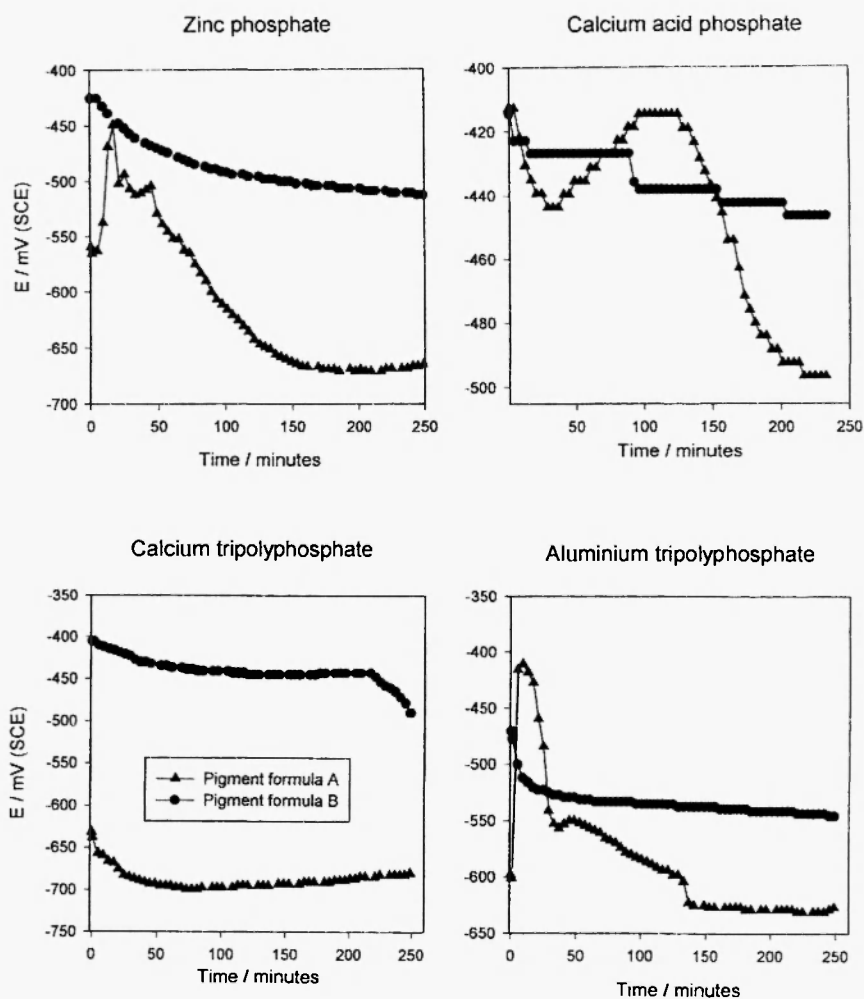 Zinc phosphate
-400
-450
-500
-550
-600
-650
-700
E / mV (SCE)
0 50 100 150 200 250
Time / minutes
Calcium acid phosphate
-400
-420
-440
-460
-480
-500
50 100 150 200 250
Time / minutes
Calcium tripolyphosphate
-350
-400
-450
-500
-550
-600
-650
-700
-750
E / mV (SCE)
Pigment formula A
Pigment formula B
0 50 100 150 200 250
Time / minutes
Aluminium tripolyphosphate
-350
-400
-450
-500
-550
-600
-650
0 50 100 150 200 250
Time / minutes